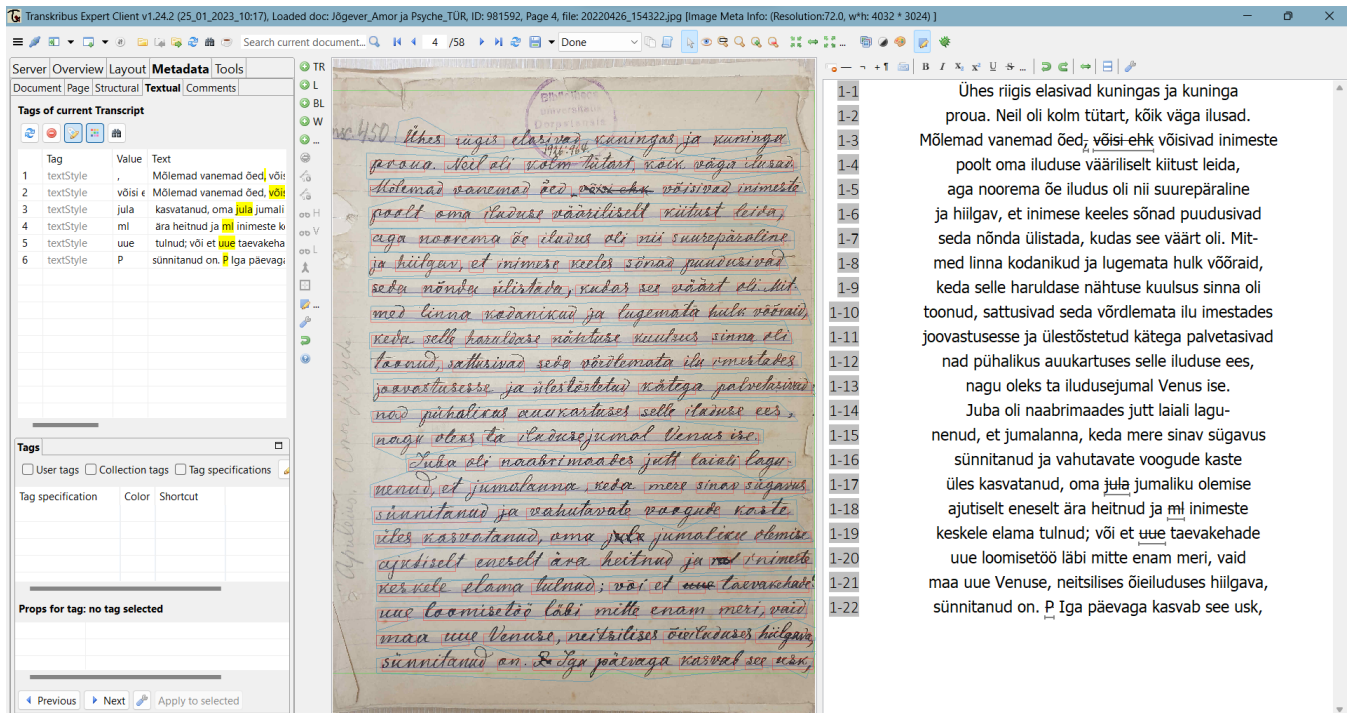 Transkribus Expert Client v1.24.2 (25_01_2023_10:17), Loaded doc: Jõgever_Amor ja Psyche_TÜR, ID: 981592, Page 4, file: 20220426_154322.jpg [Image Meta Info: (Resolution:72.0, w*h: 4032 * 3024) ]
Search current document...
4 /58
Done
Server Overview Layout Metadata Tools
Document Page Structural Textual Comments
Tags of current Transcript
Tag Value Text
1 textStyle , Mõlemad vanemad õed, võis
2 textStyle võisi e Mõlemad vanemad õed, võis
3 textStyle jula kasvatanud, oma jula jumali
4 textStyle ml ära heitnud ja ml inimeste k
5 textStyle uue tulnud; või et uue taevakeha
6 textStyle P sünnitanud on. P Iga päevag
Tags
User tags Collection tags Tag specifications
Tag specification Color Shortcut
Props for tag: no tag selected
Previous Next Apply to selected
TR
L
BL
W
...
H
V
L
...
Bibliotheca
Universitatis
Dorpatensis
450
Ühes riigis elasivad kuningas ja kuninga
proua. Neil oli kolm tütart, kõik väga ilusad.
Mõlemad vanemad õed, võisi ehk võisivad inimeste
poolt oma iluduse vääriliselt kiitust leida,
aga noorema õe iludus oli nii suurepäraline
ja hiilgav, et inimese keeles sõnad puudusivad
seda nõnda ülistada, kudas see väärt oli. Mit-
med linna kodanikud ja lugemata hulk võõraid,
keda selle haruldase nähtuse kuulsus sinna oli
toonud, sattusivad seda võrdlemata ilu imestades
joovastusesse ja ülestõstetud kätega palvetasivad
nad pühalikus auukartuses selle iluduse ees,
nagu oleks ta iludusejumal Venus ise.
Juba oli naabrimaades jutt laiali lagu-
nenud, et jumalanna, keda mere sinav sügavus
sünnitanud ja vahutavate voogude kaste
üles kasvatanud, oma jula jumaliku olemise
ajutiselt eneselt ära heitnud ja ml inimeste
keskele elama tulnud; või et uue taevakehade
uue loomisetöö läbi mitte enam meri, vaid
maa uue Venuse, neitsilises õieiluduses hiilgava,
sünnitanud on. P Iga päevaga kasvab see usk,
B I X₁ x² U S ...
1-1 Ühes riigis elasivad kuningas ja kuninga
1-2 proua. Neil oli kolm tütart, kõik väga ilusad.
1-3 Mõlemad vanemad õed, võisi ehk võisivad inimeste
1-4 poolt oma iluduse vääriliselt kiitust leida,
1-5 aga noorema õe iludus oli nii suurepäraline
1-6 ja hiilgav, et inimese keeles sõnad puudusivad
1-7 seda nõnda ülistada, kudas see väärt oli. Mit-
1-8 med linna kodanikud ja lugemata hulk võõraid,
1-9 keda selle haruldase nähtuse kuulsus sinna oli
1-10 toonud, sattusivad seda võrdlemata ilu imestades
1-11 joovastusesse ja ülestõstetud kätega palvetasivad
1-12 nad pühalikus auukartuses selle iluduse ees,
1-13 nagu oleks ta iludusejumal Venus ise.
1-14 Juba oli naabrimaades jutt laiali lagu-
1-15 nenud, et jumalanna, keda mere sinav sügavus
1-16 sünnitanud ja vahutavate voogude kaste
1-17 üles kasvatanud, oma jula jumaliku olemise
1-18 ajutiselt eneselt ära heitnud ja ml inimeste
1-19 keskele elama tulnud; või et uue taevakehade
1-20 uue loomisetöö läbi mitte enam meri, vaid
1-21 maa uue Venuse, neitsilises õieiluduses hiilgava,
1-22 sünnitanud on. P Iga päevaga kasvab see usk,